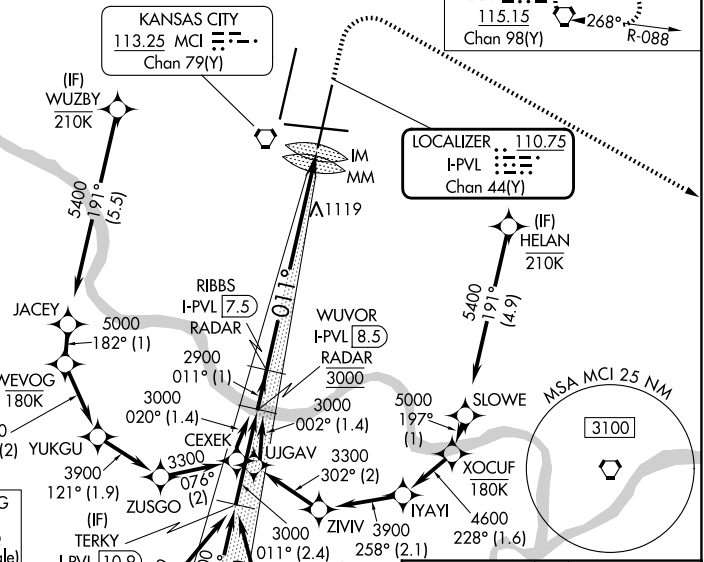 KANSAS CITY
113.25 MCI
Chan 79(Y)
115.15
Chan 98(Y)
268°
R-088
(IF)
WUZBY
210K
LOCALIZER 110.75
I-PVL
Chan 44(Y)
IM
MM
1119
5400
191°
(5.5)
(IF)
HELAN
210K
5400
191°
(4.9)
011°
RIBBS
I-PVL 7.5
RADAR
WUVOR
I-PVL 8.5
RADAR
3000
JACEY
5000
182° (1)
2900
011° (1)
WEVOG
180K
3000
020° (1.4)
3000
002° (1.4)
5000
197°
(1)
SLOWE
MSA MCI 25 NM
3100
(2)
YUKGU
CEXEK
UJGAV
3300
302° (2)
XOCUF
180K
3900
121° (1.9)
3300
076°
(2)
ZUSGO
IYAYI
ZIVIV
4600
228° (1.6)
3900
258° (2.1)
3000
011° (2.4)
(IF)
TERKY
I-PVL 10.9